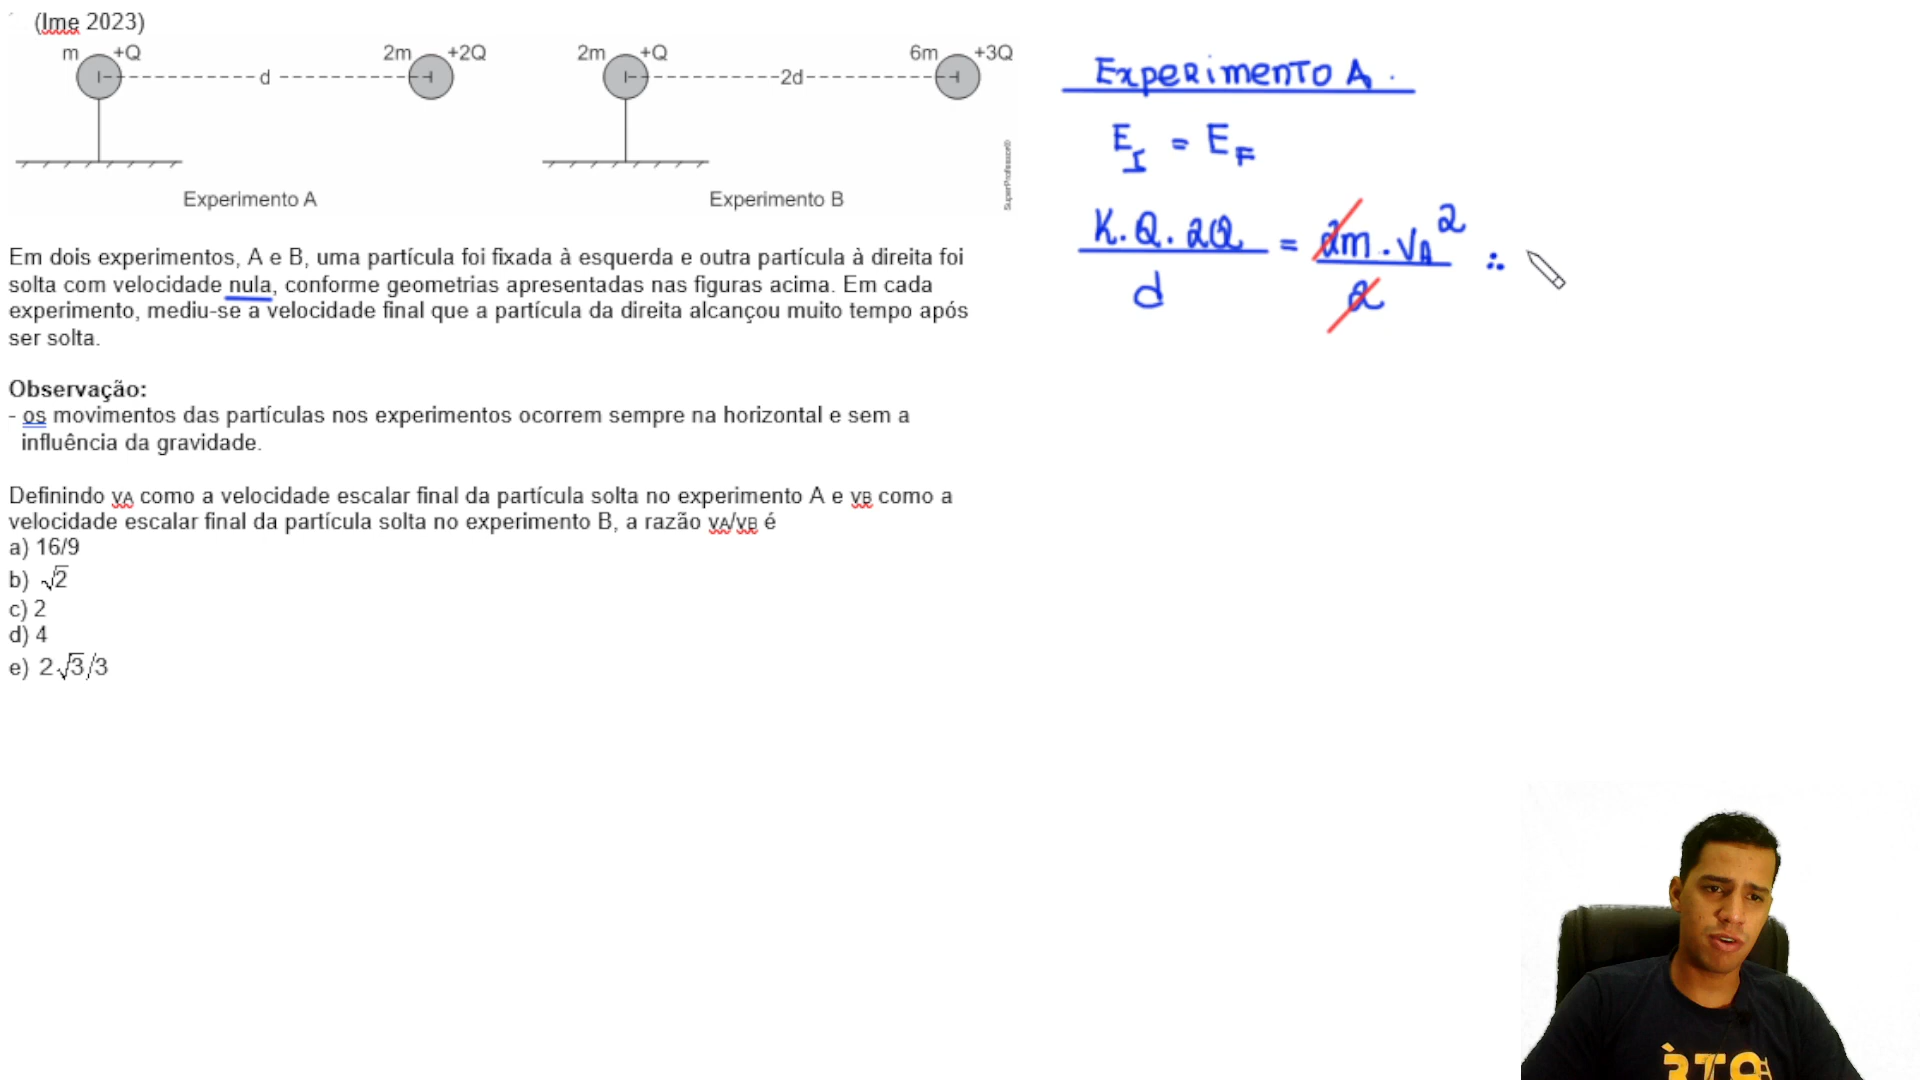 (Ime 2023)
m +Q 2m +2Q 2m +Q 6m +3Q
d 2d
Experimento A Experimento B
SuperProfessor®
Em dois experimentos, A e B, uma partícula foi fixada à esquerda e outra partícula à direita foi
solta com velocidade nula, conforme geometrias apresentadas nas figuras acima. Em cada
experimento, mediu-se a velocidade final que a partícula da direita alcançou muito tempo após
ser solta.
Observação:
- os movimentos das partículas nos experimentos ocorrem sempre na horizontal e sem a
influência da gravidade.
Definindo vA como a velocidade escalar final da partícula solta no experimento A e vB como a
velocidade escalar final da partícula solta no experimento B, a razão vA/vB é
a) 16/9
b) √2
c) 2
d) 4
e) 2√3/3
Experimento A.
E_I = E_F
K.Q.2Q/d = 2m.V_A²/2 ∴